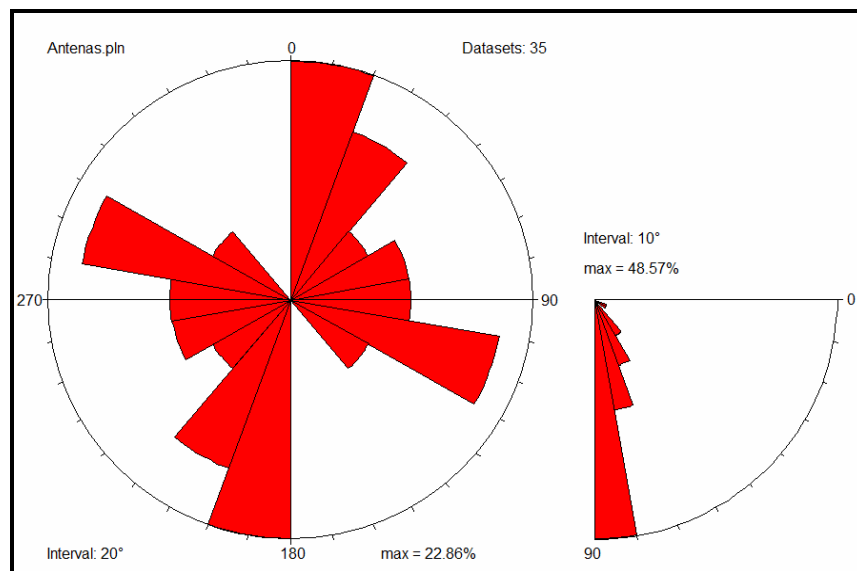 Antenas.pln
0
Datasets: 35
Interval: 10°
max = 48.57%
270
90
0
Interval: 20°
180
max = 22.86%
90